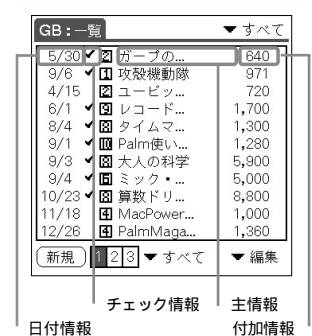 GB:一覧 ▼ すべて
5/30 ✔ 2 ガープの... 640
9/6 ✔ 1 攻殻機動隊 971
4/15 2 ユービッ... 720
6/1 ✔ 9 レコード... 1,700
8/4 ✔ 8 タイムマ... 1,300
9/1 ✔ 10 Palm使い... 1,280
9/3 ✔ 8 大人の科学 5,900
9/4 ✔ 6 ミック・... 5,000
10/23 ✔ 8 算数ドリ... 8,800
11/18 4 MacPower... 1,000
12/26 4 PalmMaga... 1,360
新規 1 2 3 ▼ すべて ▼ 編集
チェック情報 主情報
日付情報 付加情報